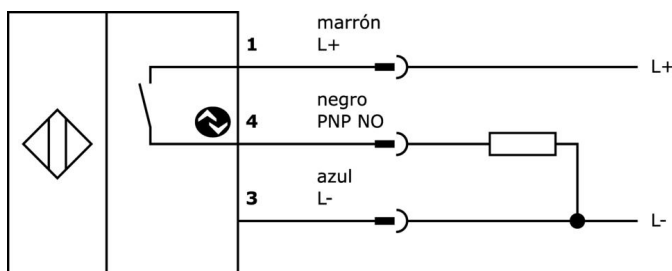 marrón
1 L+
L+
negro
4 PNP NO
azul
3 L-
L-